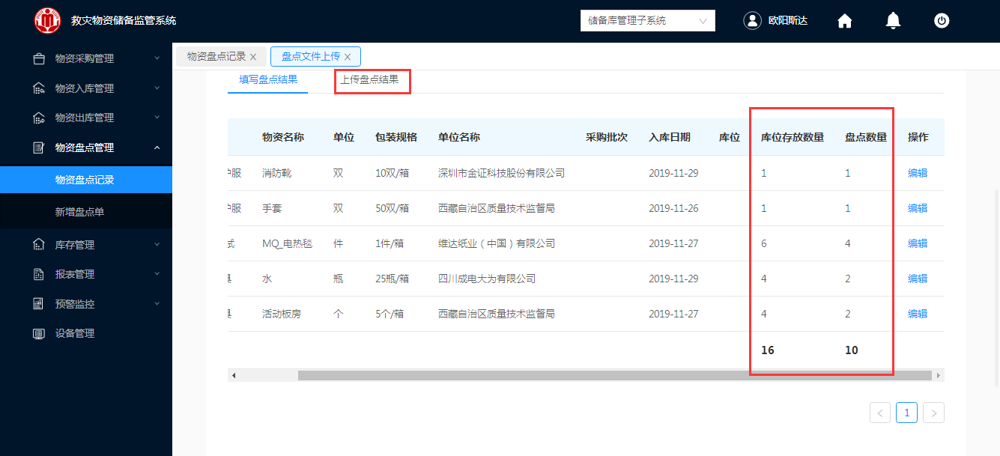 救灾物资储备监管系统
储备库管理子系统
欧阳斯达
物资采购管理
物资入库管理
物资出库管理
物资盘点管理
物资盘点记录
新增盘点单
库存管理
报表管理
预警监控
设备管理
物资盘点记录 X
盘点文件上传 X
填写盘点结果 上传盘点结果
物资名称 单位 包装规格 单位名称 采购批次 入库日期 库位 库位存放数量 盘点数量 操作
服 消防靴 双 10双/箱 深圳市金证科技股份有限公司 2019-11-29 1 1 编辑
服 手套 双 50双/箱 西藏自治区质量技术监督局 2019-11-26 1 1 编辑
MQ_电热毯 件 1件/箱 维达纸业（中国）有限公司 2019-11-27 6 4 编辑
水 瓶 25瓶/箱 四川成电大为有限公司 2019-11-29 4 2 编辑
活动板房 个 5个/箱 西藏自治区质量技术监督局 2019-11-27 4 2 编辑
16 10
< 1 >